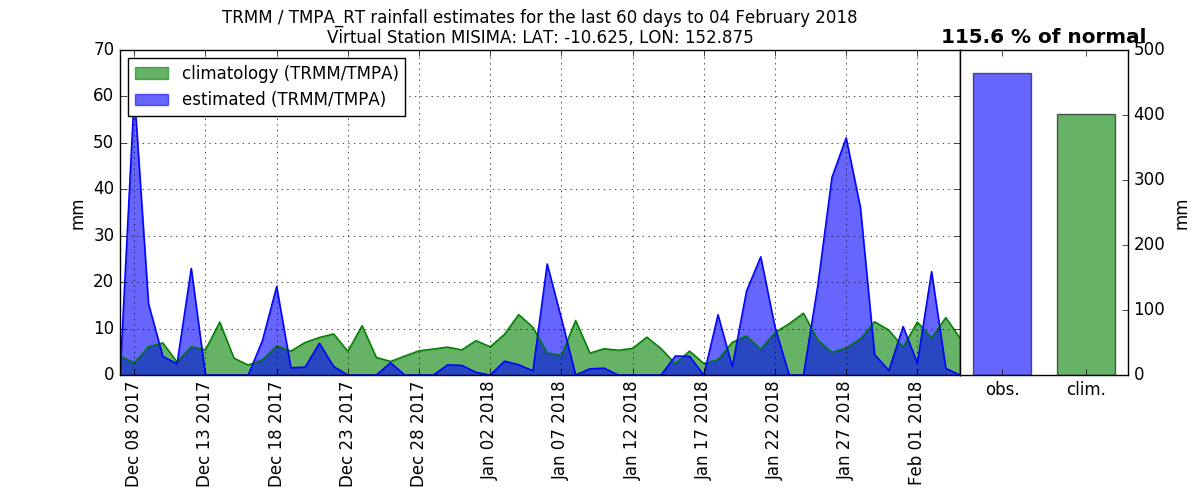 TRMM / TMPA_RT rainfall estimates for the last 60 days to 04 February 2018
Virtual Station MISIMA: LAT: -10.625, LON: 152.875
115.6 % of normal
climatology (TRMM/TMPA)
estimated (TRMM/TMPA)
70
60
50
40
30
20
10
0
mm
Dec 08 2017
Dec 13 2017
Dec 18 2017
Dec 23 2017
Dec 28 2017
Jan 02 2018
Jan 07 2018
Jan 12 2018
Jan 17 2018
Jan 22 2018
Jan 27 2018
Feb 01 2018
500
400
300
200
100
0
mm
obs.
clim.